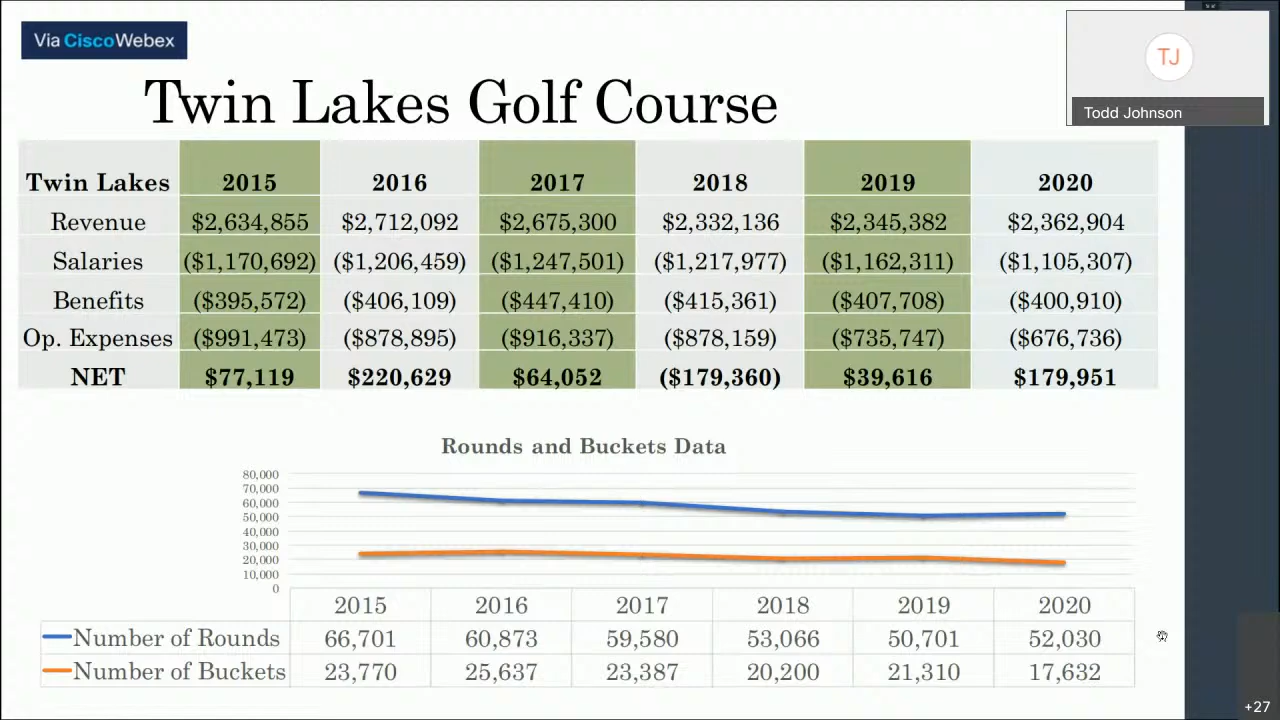 Via Cisco Webex
TJ
Todd Johnson
Twin Lakes Golf Course
Twin Lakes 2015 2016 2017 2018 2019 2020
Revenue $2,634,855 $2,712,092 $2,675,300 $2,332,136 $2,345,382 $2,362,904
Salaries ($1,170,692) ($1,206,459) ($1,247,501) ($1,217,977) ($1,162,311) ($1,105,307)
Benefits ($395,572) ($406,109) ($447,410) ($415,361) ($407,708) ($400,910)
Op. Expenses ($991,473) ($878,895) ($916,337) ($878,159) ($735,747) ($676,736)
NET $77,119 $220,629 $64,052 ($179,360) $39,616 $179,951
Rounds and Buckets Data
80,000
70,000
60,000
50,000
40,000
30,000
20,000
10,000
0
2015 2016 2017 2018 2019 2020
Number of Rounds 66,701 60,873 59,580 53,066 50,701 52,030
Number of Buckets 23,770 25,637 23,387 20,200 21,310 17,632
+27